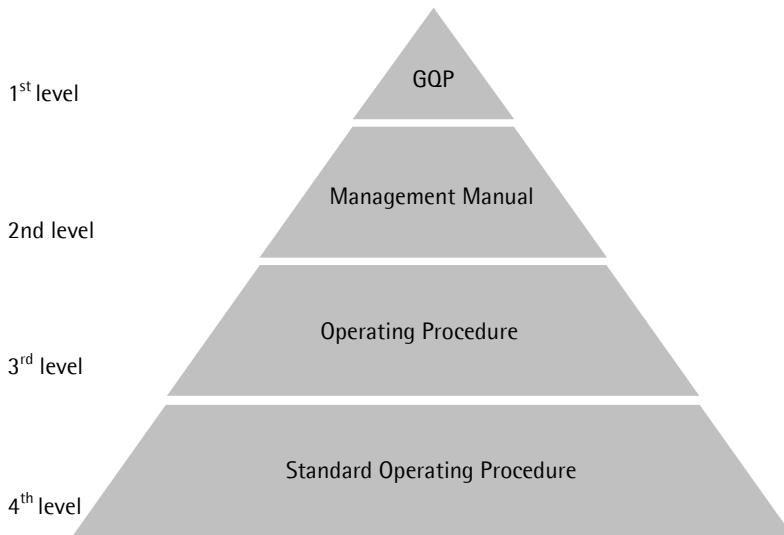 GQP
1st level
Management Manual
2nd level
Operating Procedure
3rd level
Standard Operating Procedure
4th level